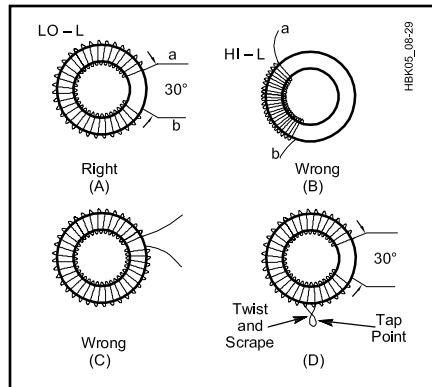 LO – L
a
30°
b
Right
(A)
HI – L
a
b
Wrong
(B)
HBK05_08-29
Wrong
(C)
30°
Twist
and
Scrape
Tap
Point
(D)